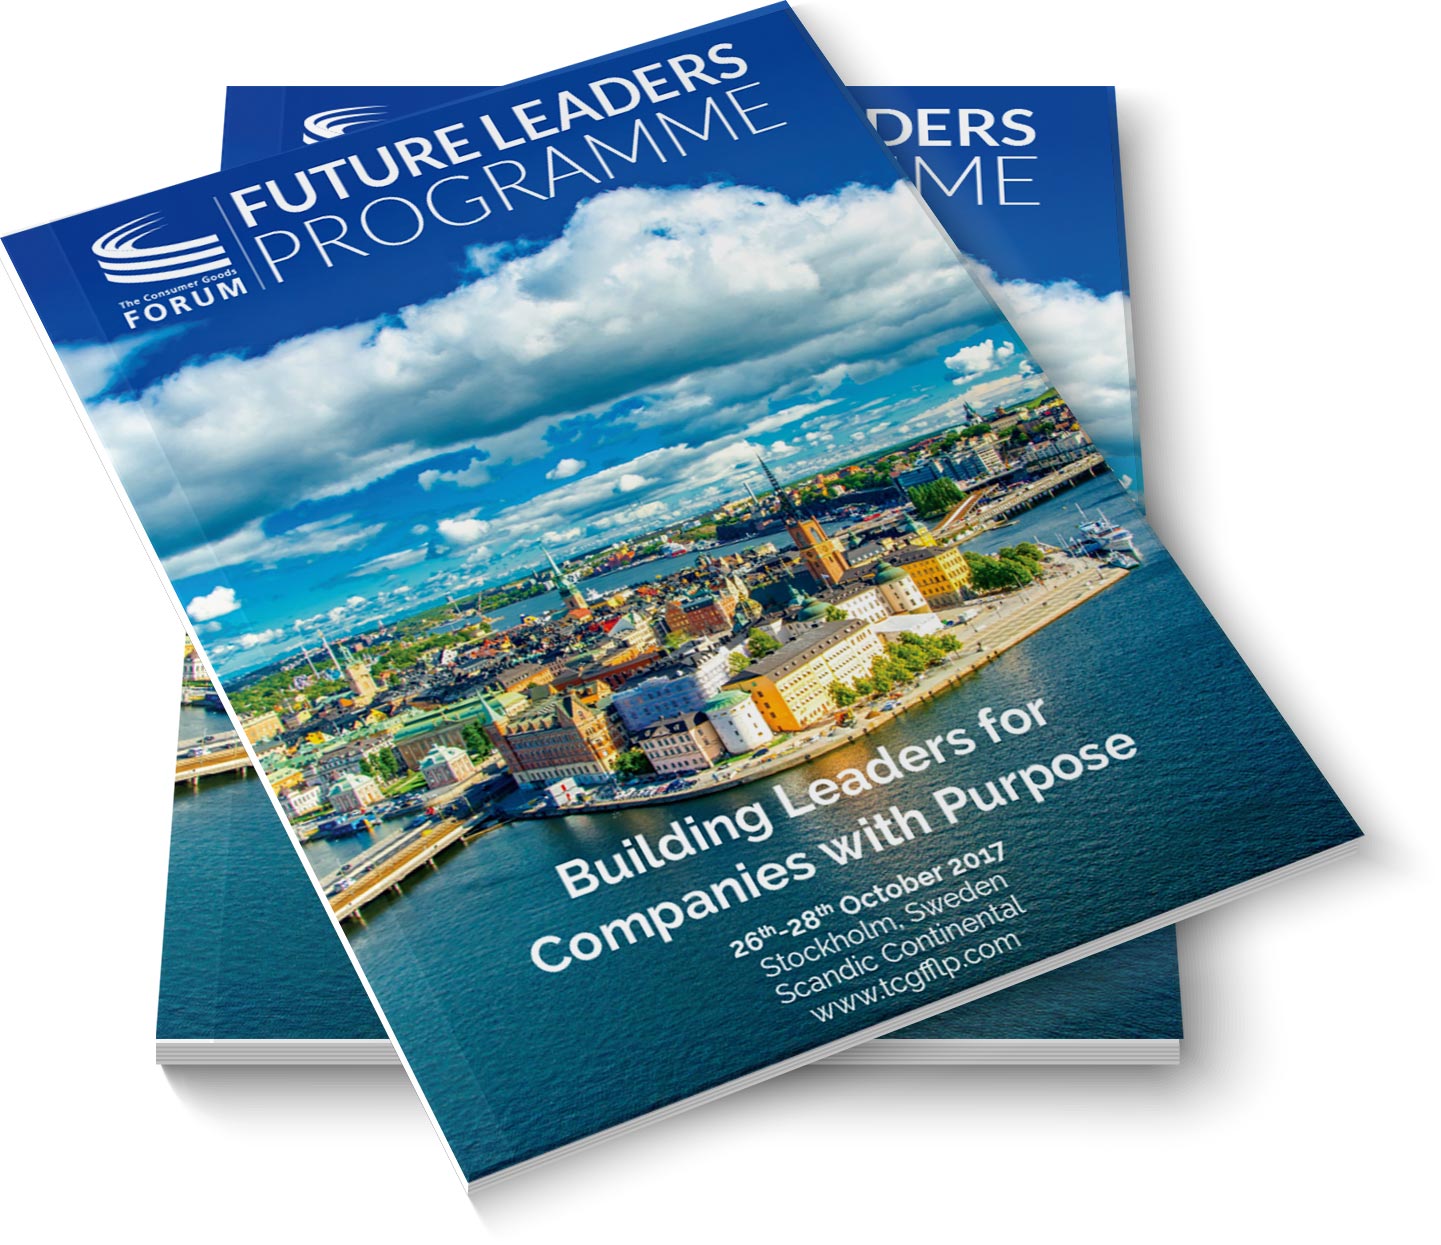 The Consumer Goods
FORUM
FUTURE LEADERS
PROGRAMME
Building Leaders for
Companies with Purpose
26th-28th October 2017
Stockholm, Sweden
Scandic Continental
www.tcgfflp.com
DERS
ME